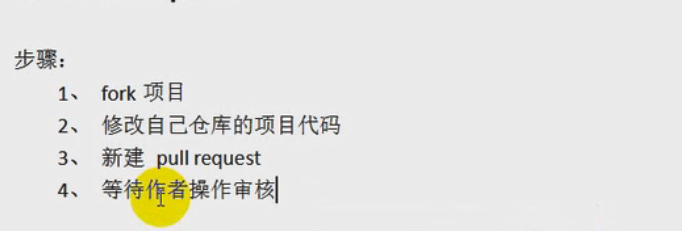 步骤：
1、 fork 项目
2、 修改自己仓库的项目代码
3、 新建 pull request
4、 等待作者操作审核